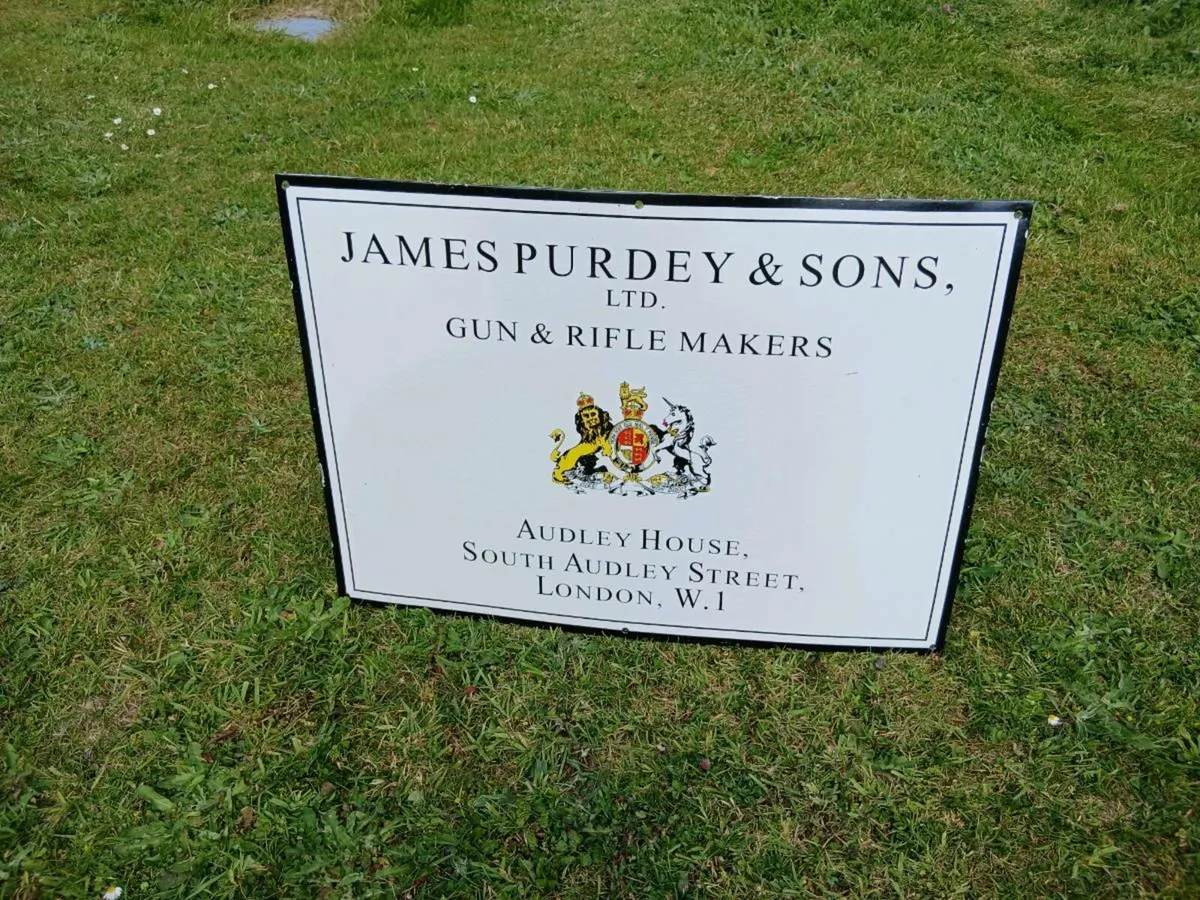 JAMES PURDEY & SONS,
LTD.
GUN & RIFLE MAKERS
AUDLEY HOUSE,
SOUTH AUDLEY STREET,
LONDON, W.1